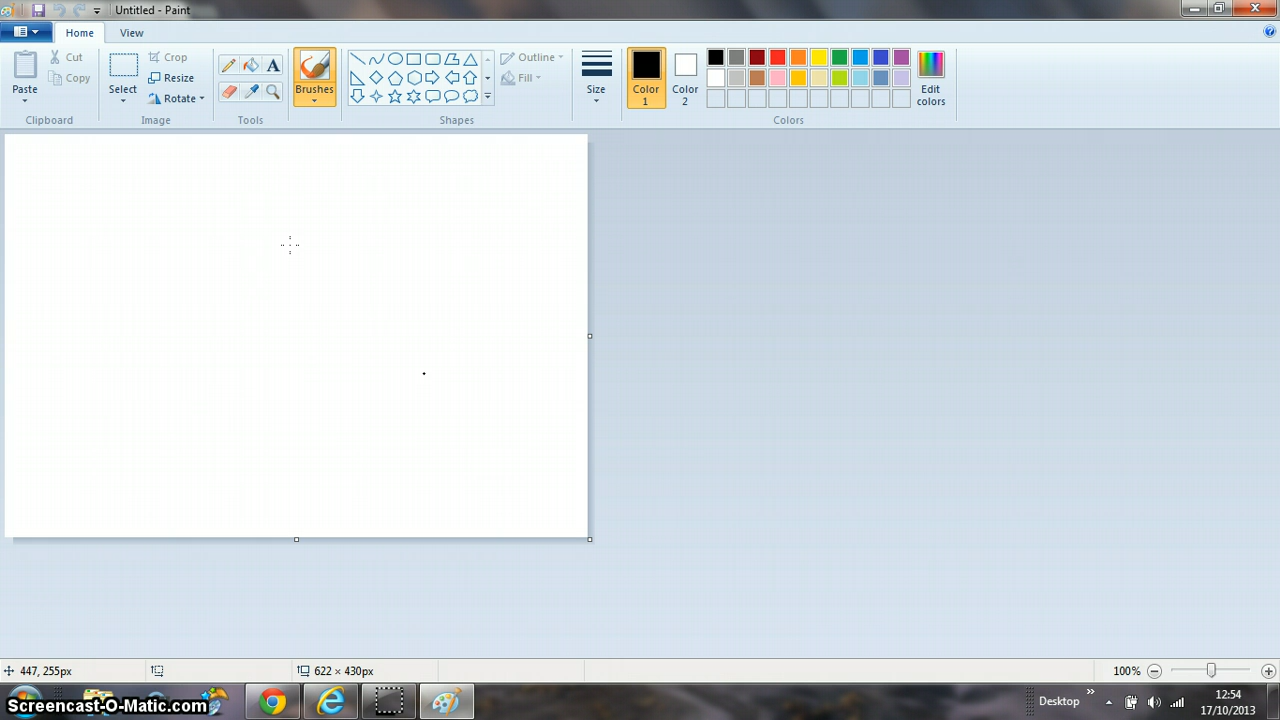 Untitled - Paint
Home View
Paste
Cut
Copy
Clipboard
Select
Crop
Resize
Rotate
Image
A
Tools
Brushes
Shapes
Outline
Fill
Size
Color 1
Color 2
Edit colors
Colors
447, 255px
622 × 430px
100%
Screencast-O-Matic.com
Desktop
12:54
17/10/2013